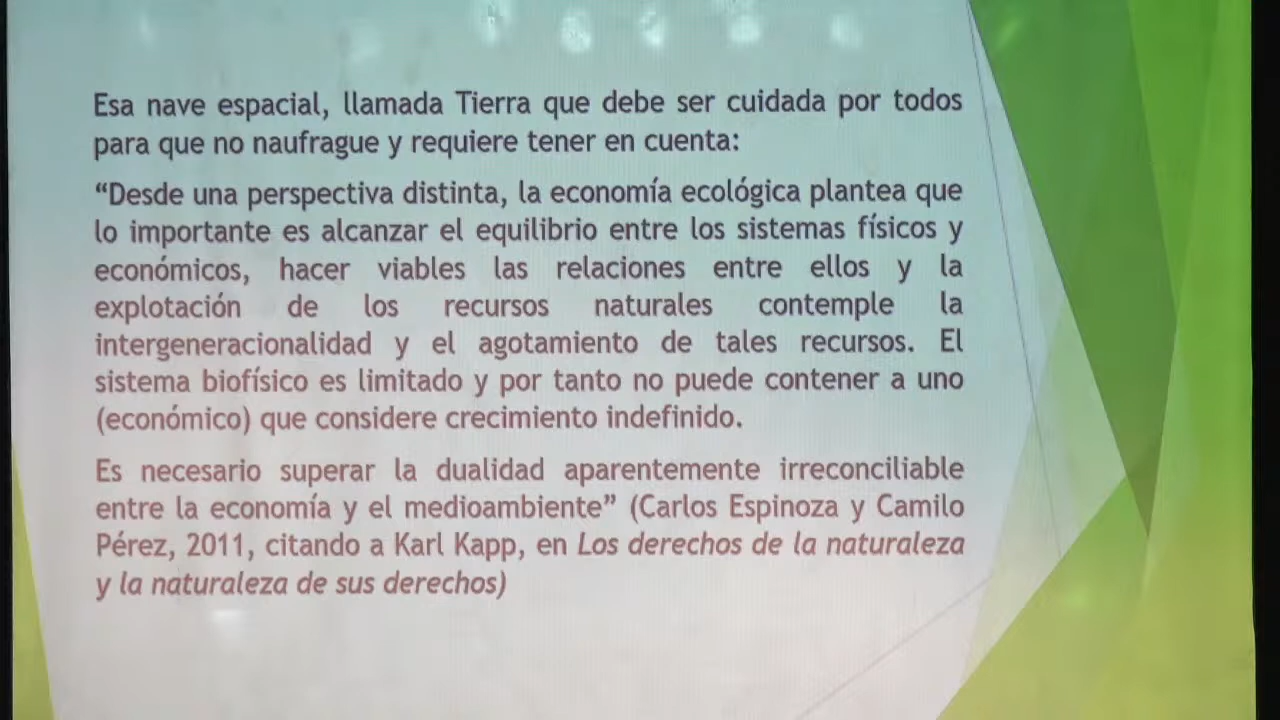 Esa nave espacial, llamada Tierra que debe ser cuidada por todos
para que no naufrague y requiere tener en cuenta:
“Desde una perspectiva distinta, la economía ecológica plantea que
lo importante es alcanzar el equilibrio entre los sistemas físicos y
económicos, hacer viables las relaciones entre ellos y la
explotación de los recursos naturales contemple la
intergeneracionalidad y el agotamiento de tales recursos. El
sistema biofísico es limitado y por tanto no puede contener a uno
(económico) que considere crecimiento indefinido.
Es necesario superar la dualidad aparentemente irreconciliable
entre la economía y el medioambiente” (Carlos Espinoza y Camilo
Pérez, 2011, citando a Karl Kapp, en Los derechos de la naturaleza
y la naturaleza de sus derechos)